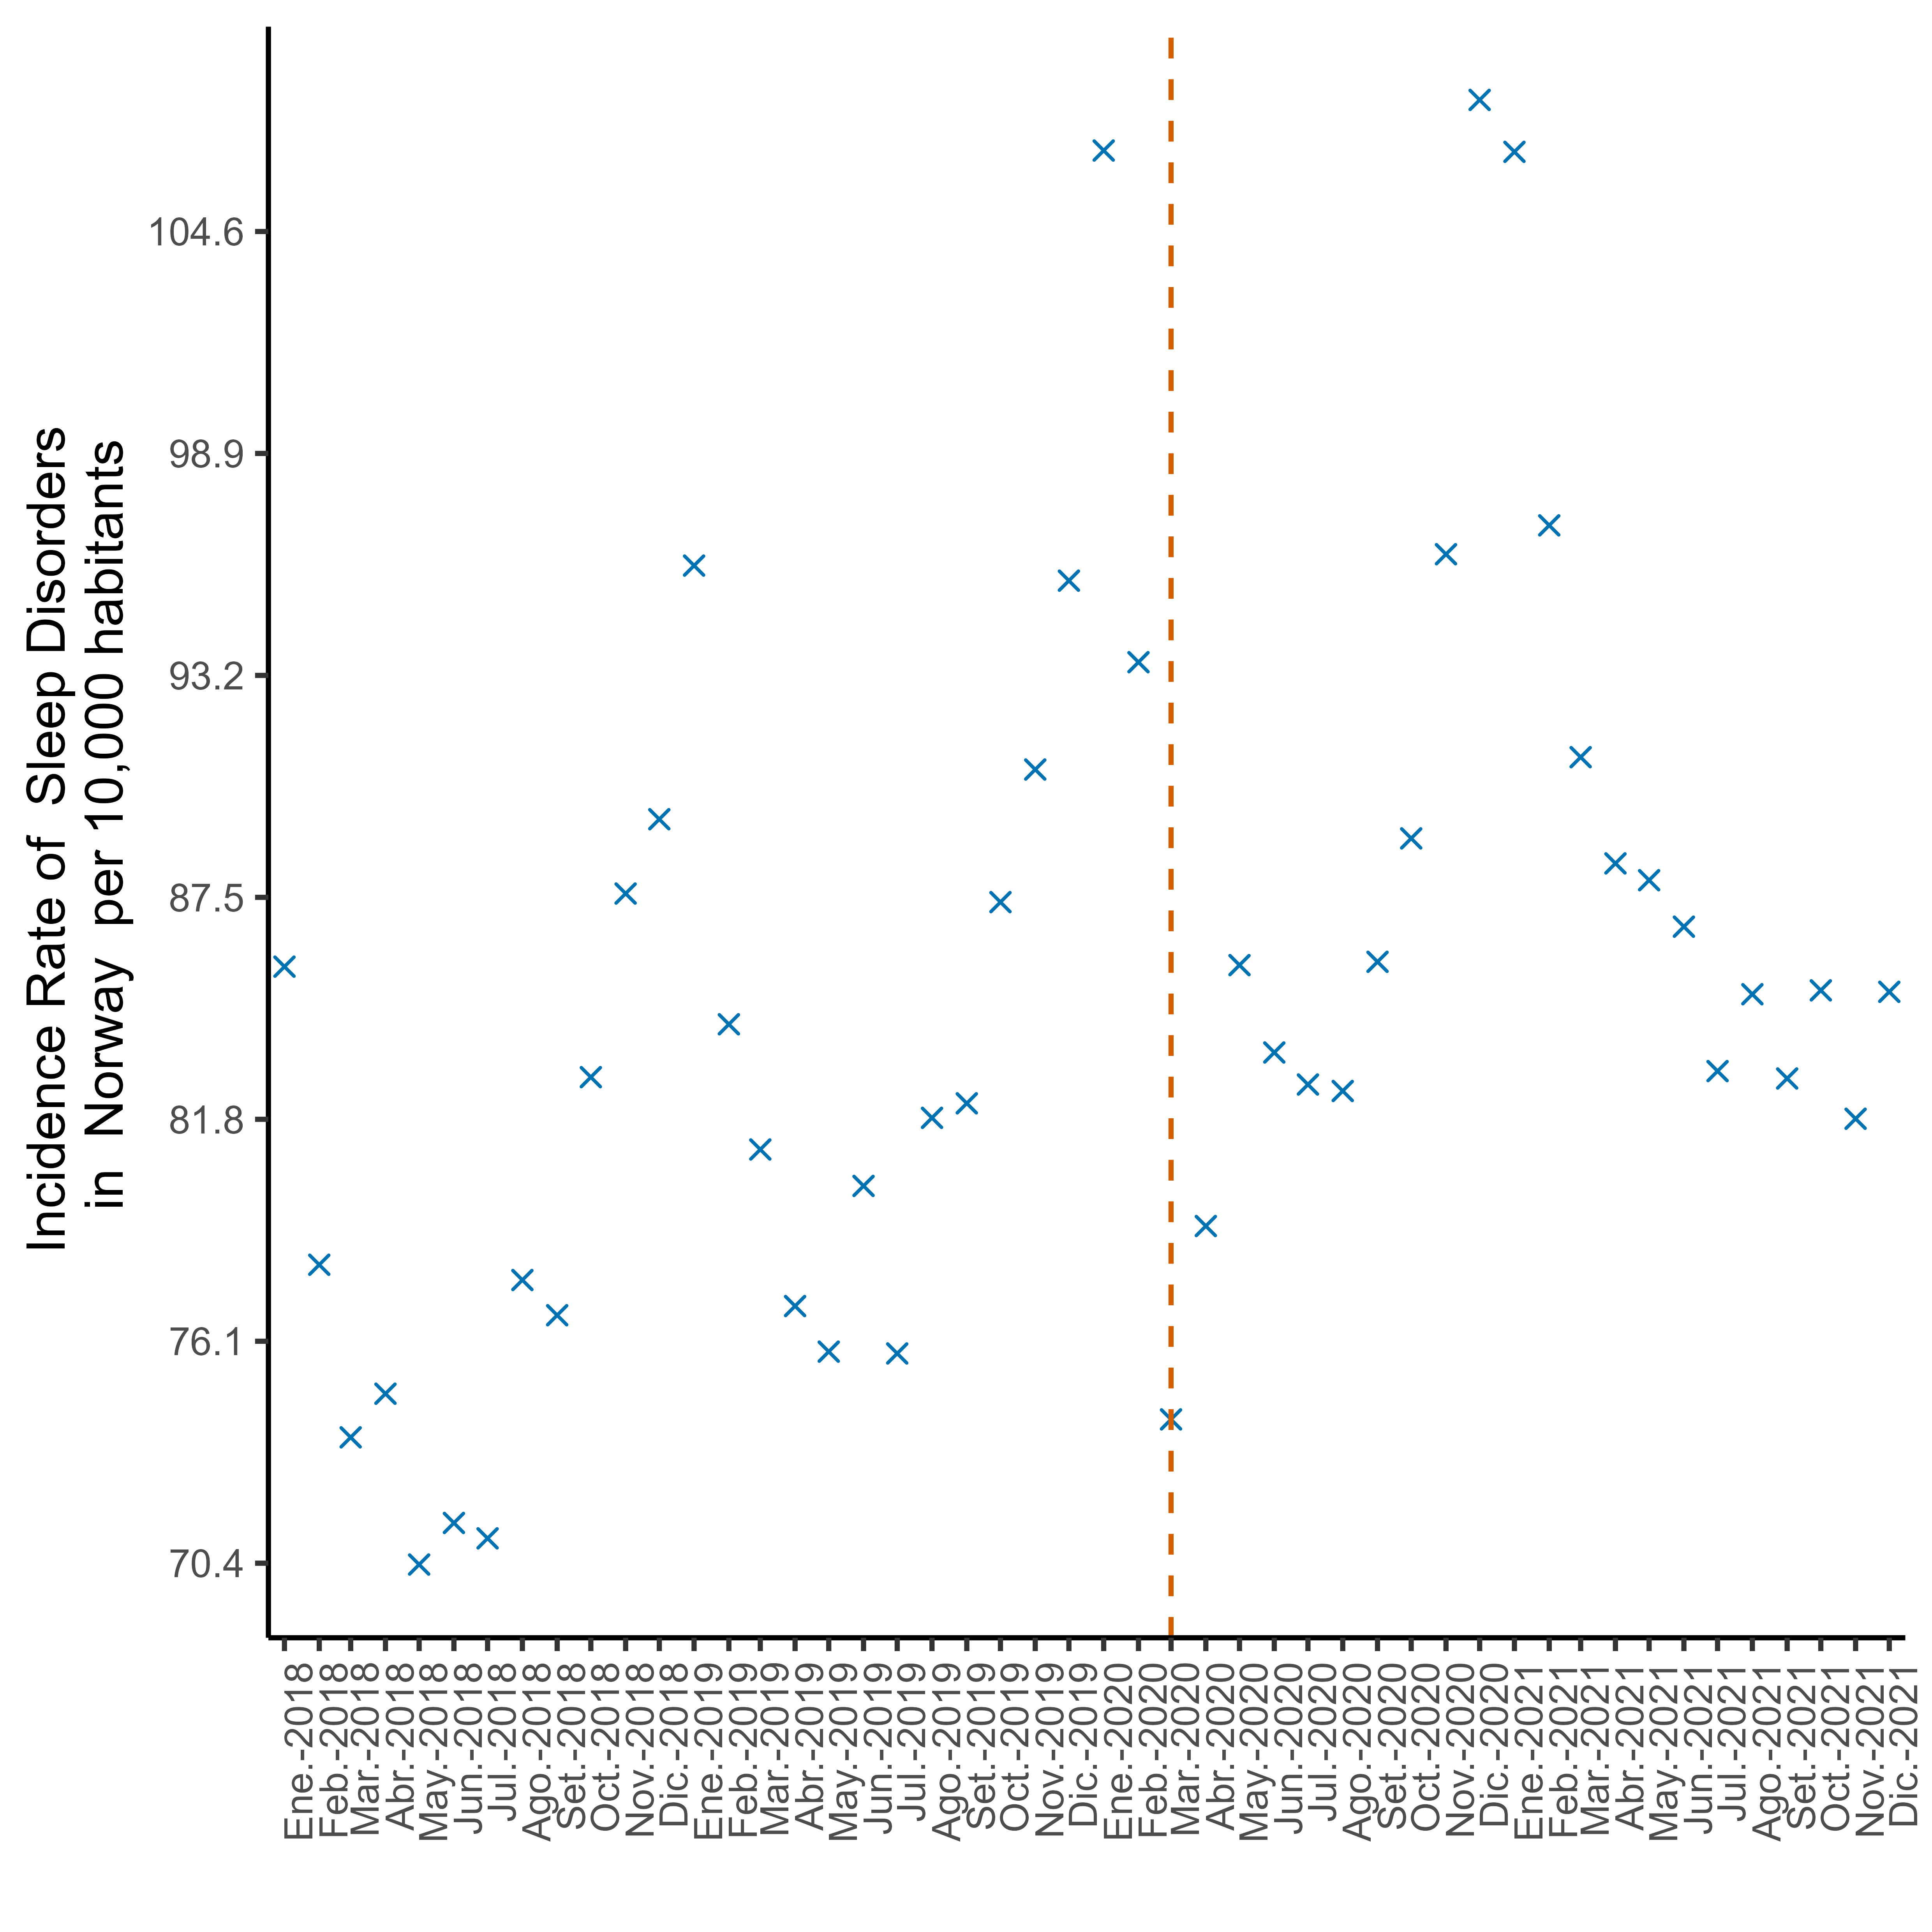 Incidence Rate of  Sleep Disorders
in  Norway  per 10,000 habitants
104.6
98.9
93.2
87.5
81.8
76.1
70.4
Ene.-2018
Feb.-2018
Mar.-2018
Abr.-2018
May.-2018
Jun.-2018
Jul.-2018
Ago.-2018
Set.-2018
Oct.-2018
Nov.-2018
Dic.-2018
Ene.-2019
Feb.-2019
Mar.-2019
Abr.-2019
May.-2019
Jun.-2019
Jul.-2019
Ago.-2019
Set.-2019
Oct.-2019
Nov.-2019
Dic.-2019
Ene.-2020
Feb.-2020
Mar.-2020
Abr.-2020
May.-2020
Jun.-2020
Jul.-2020
Ago.-2020
Set.-2020
Oct.-2020
Nov.-2020
Dic.-2020
Ene.-2021
Feb.-2021
Mar.-2021
Abr.-2021
May.-2021
Jun.-2021
Jul.-2021
Ago.-2021
Set.-2021
Oct.-2021
Nov.-2021
Dic.-2021